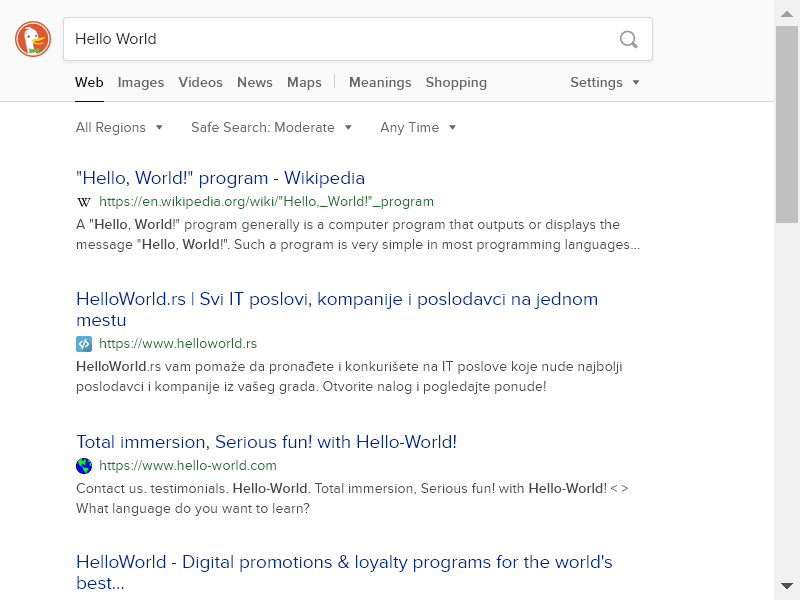 Hello World
Web Images Videos News Maps Meanings Shopping Settings
All Regions Safe Search: Moderate Any Time
"Hello, World!" program - Wikipedia
W https://en.wikipedia.org/wiki/"Hello,_World!"_program
A "Hello, World!" program generally is a computer program that outputs or displays the
message "Hello, World!". Such a program is very simple in most programming languages...
HelloWorld.rs | Svi IT poslovi, kompanije i poslodavci na jednom
mestu
https://www.helloworld.rs
HelloWorld.rs vam pomaže da pronađete i konkurišete na IT poslove koje nude najbolji
poslodavci i kompanije iz vašeg grada. Otvorite nalog i pogledajte ponude!
Total immersion, Serious fun! with Hello-World!
https://www.hello-world.com
Contact us. testimonials. Hello-World. Total immersion, Serious fun! with Hello-World! < >
What language do you want to learn?
HelloWorld - Digital promotions & loyalty programs for the world's
best...